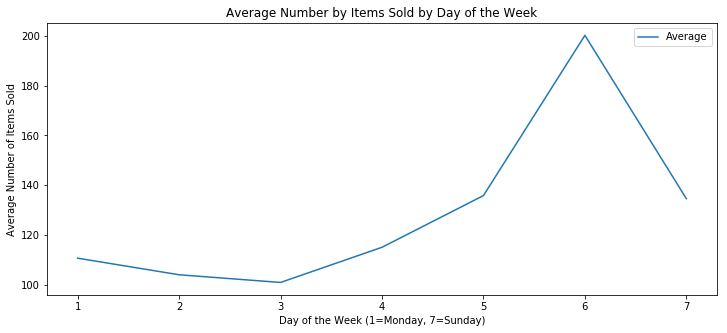 Average Number by Items Sold by Day of the Week
Average
200
180
160
140
120
100
Average Number of Items Sold
1 2 3 4 5 6 7
Day of the Week (1=Monday, 7=Sunday)